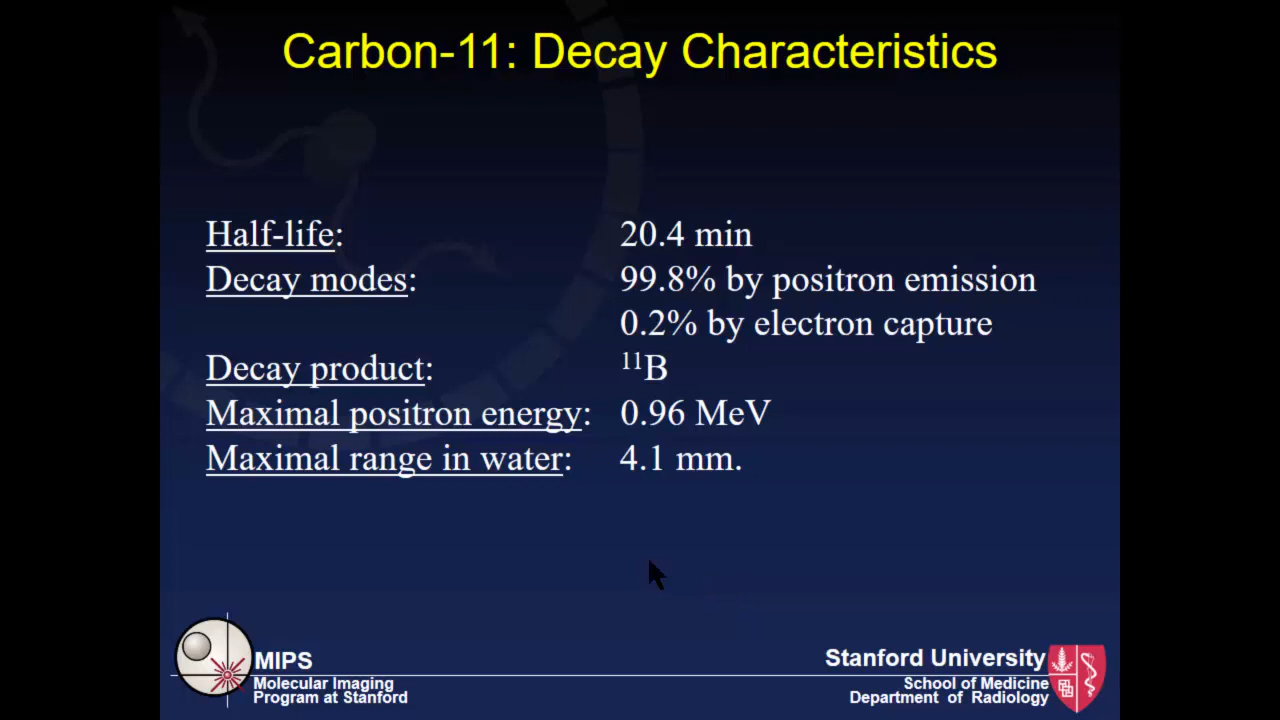 Carbon-11: Decay Characteristics
Half-life: 20.4 min
Decay modes: 99.8% by positron emission
0.2% by electron capture
Decay product: ¹¹B
Maximal positron energy: 0.96 MeV
Maximal range in water: 4.1 mm.
MIPS
Molecular Imaging
Program at Stanford
Stanford University
School of Medicine
Department of Radiology